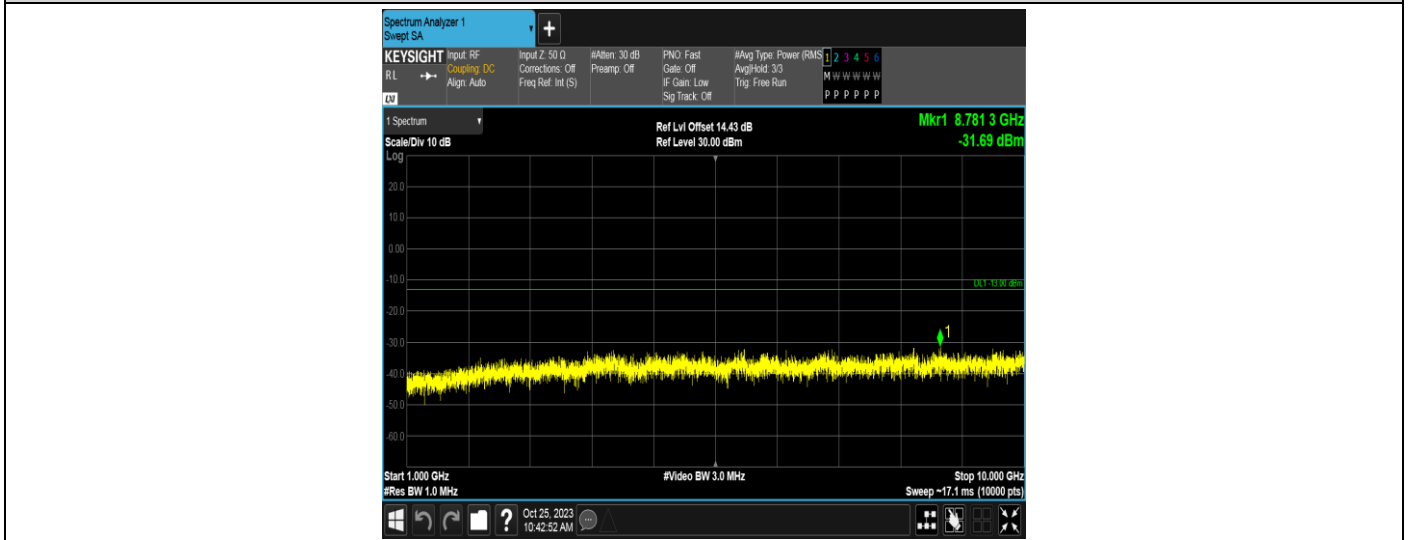 Spectrum Analyzer 1
Swept SA
+
KEYSIGHT
RL
LXI
Input: RF
Coupling: DC
Align: Auto
Input Z: 50 Ω
Corrections: Off
Freq Ref: Int (S)
#Atten: 30 dB
Preamp: Off
PNO: Fast
Gate: Off
IF Gain: Low
Sig Track: Off
#Avg Type: Power (RMS
Avg|Hold: 3/3
Trig: Free Run
1 2 3 4 5 6
M W W W W W
P P P P P P
1 Spectrum
Scale/Div 10 dB
Log
Ref Lvl Offset 14.43 dB
Ref Level 30.00 dBm
Mkr1 8.781 3 GHz
-31.69 dBm
20.0
10.0
0.00
-10.0
DL1 -13.00 dBm
-20.0
1
-30.0
-40.0
-50.0
-60.0
Start 1.000 GHz
#Res BW 1.0 MHz
#Video BW 3.0 MHz
Stop 10.000 GHz
Sweep ~17.1 ms (10000 pts)
?
Oct 25, 2023
10:42:52 AM